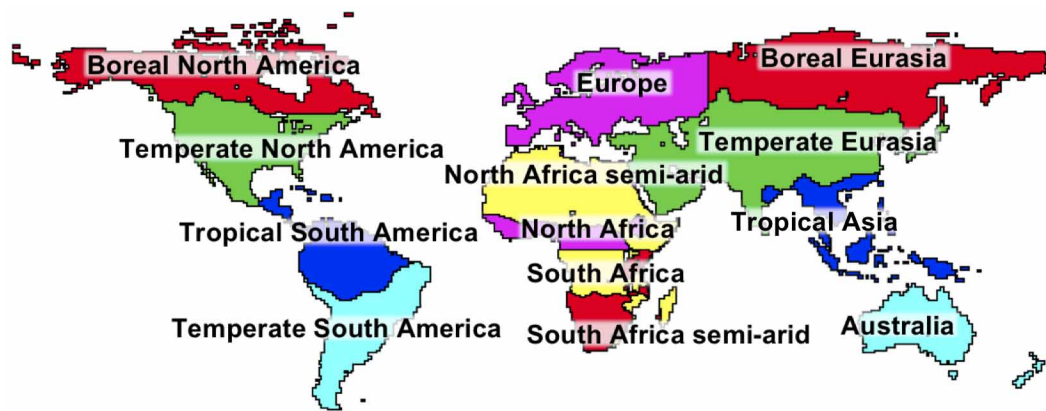 Boreal North America
Boreal Eurasia
Europe
Temperate North America
Temperate Eurasia
North Africa semi-arid
Tropical South America
North Africa
Tropical Asia
South Africa
Temperate South America
South Africa semi-arid
Australia